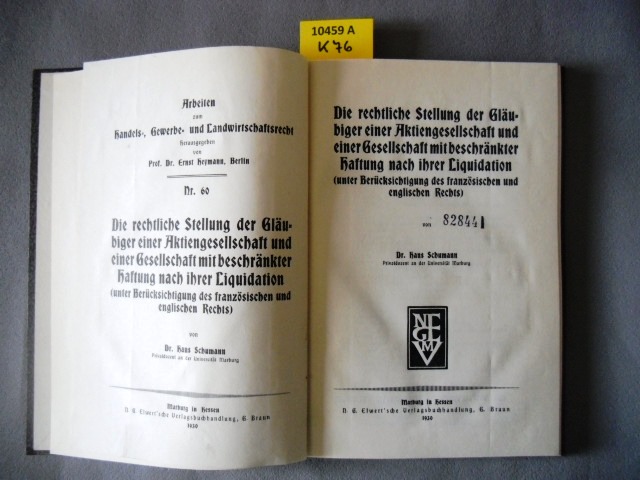 10459 A
K 76
Arbeiten
zum
Handels-, Gewerbe- und Landwirtschaftsrecht
Herausgegeben
von
Prof. Dr. Ernst Heymann, Berlin
Nr. 60
Die rechtliche Stellung der Gläu-
biger einer Aktiengesellschaft und
einer Gesellschaft mit beschränkter
Haftung nach ihrer Liquidation
(unter Berücksichtigung des französischen und
englischen Rechts)
von
Dr. Hans Schumann
Privatdozent an der Universität Marburg
Marburg in Hessen
N. G. Elwert'sche Verlagsbuchhandlung, G. Braun
1930
Die rechtliche Stellung der Gläu-
biger einer Aktiengesellschaft und
einer Gesellschaft mit beschränkter
Haftung nach ihrer Liquidation
(unter Berücksichtigung des französischen und
englischen Rechts)
von 82844
Dr. Hans Schumann
Privatdozent an der Universität Marburg
Marburg in Hessen
N. G. Elwert'sche Verlagsbuchhandlung, G. Braun
1930